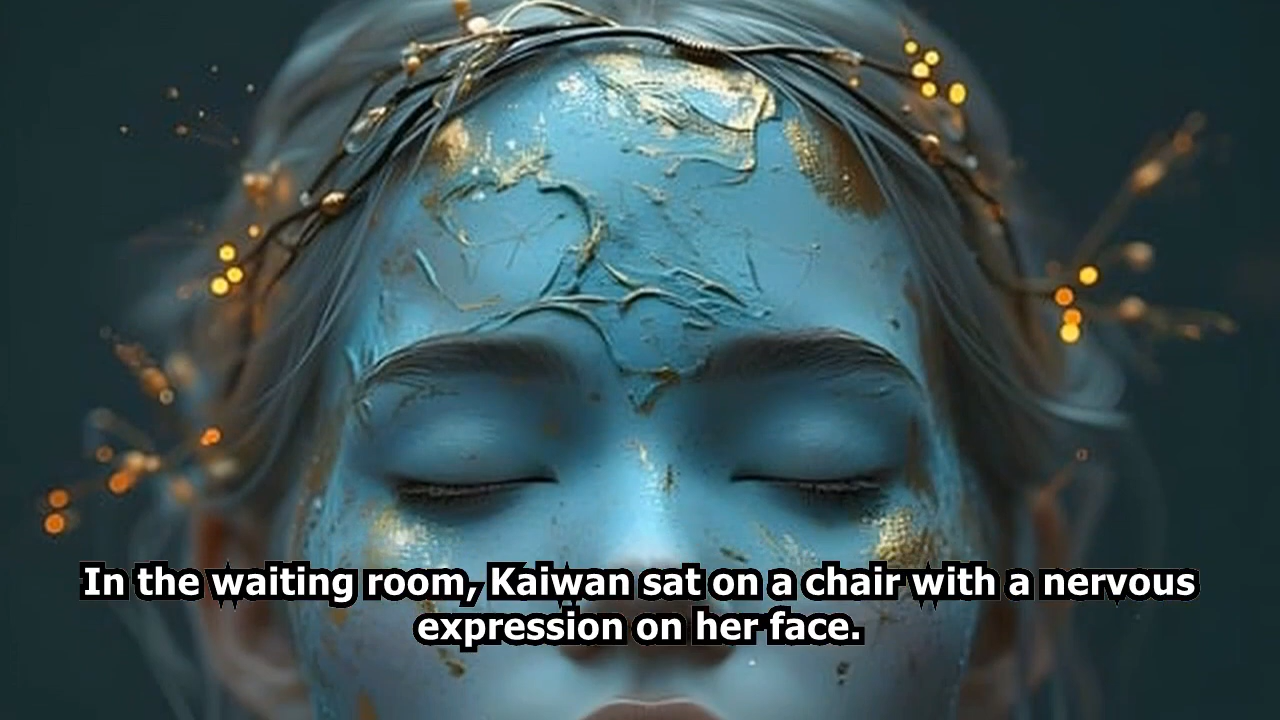 In the waiting room, Kaiwan sat on a chair with a nervous
expression on her face.